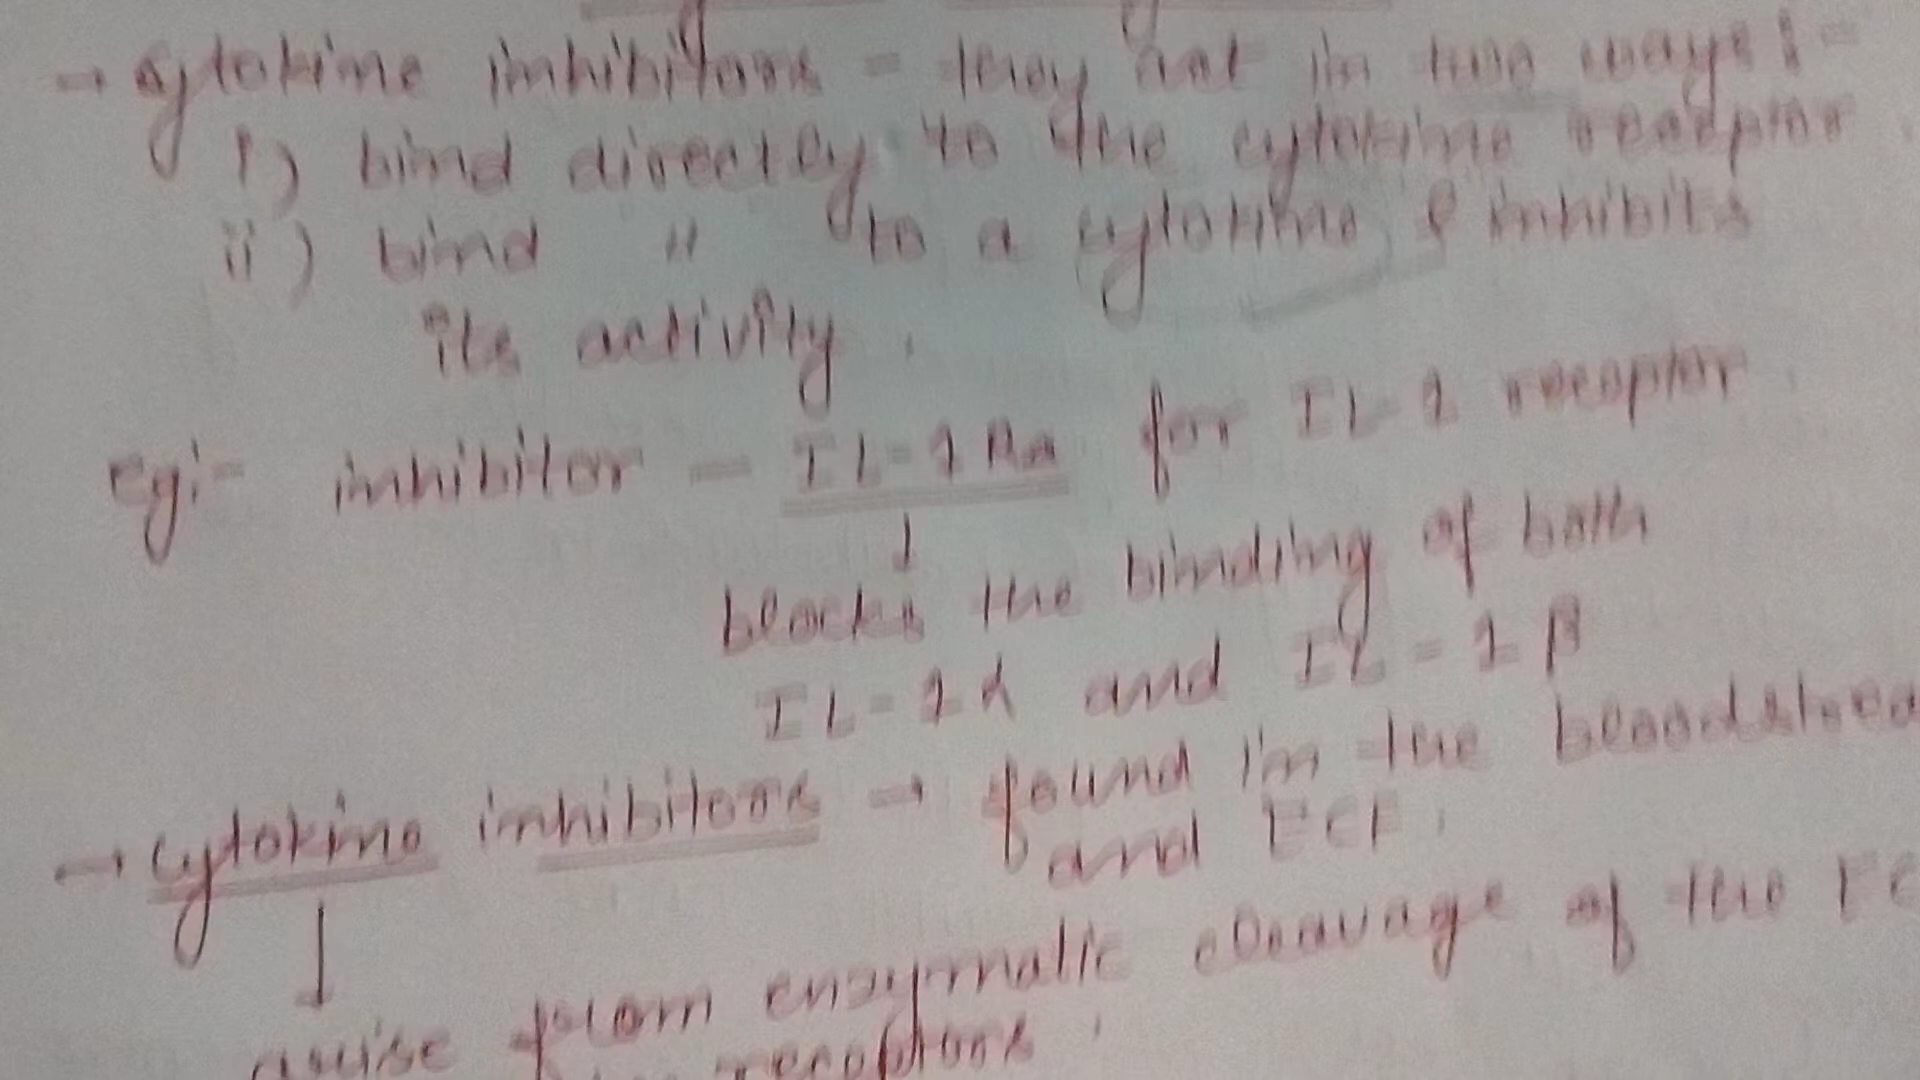 → cytokine inhibitors - they act in two ways :-
i) bind directly to the cytokine receptor
ii) bind " to a cytokine & inhibits
its activity.
eg:- inhibitor - IL-1Ra for IL-1 receptor
↓
blocks the binding of both
IL-1α and IL-1β
→ cytokine inhibitors → found in the
and ECF.
↓
arise from enzymatic cleavage of the EC
receptors.